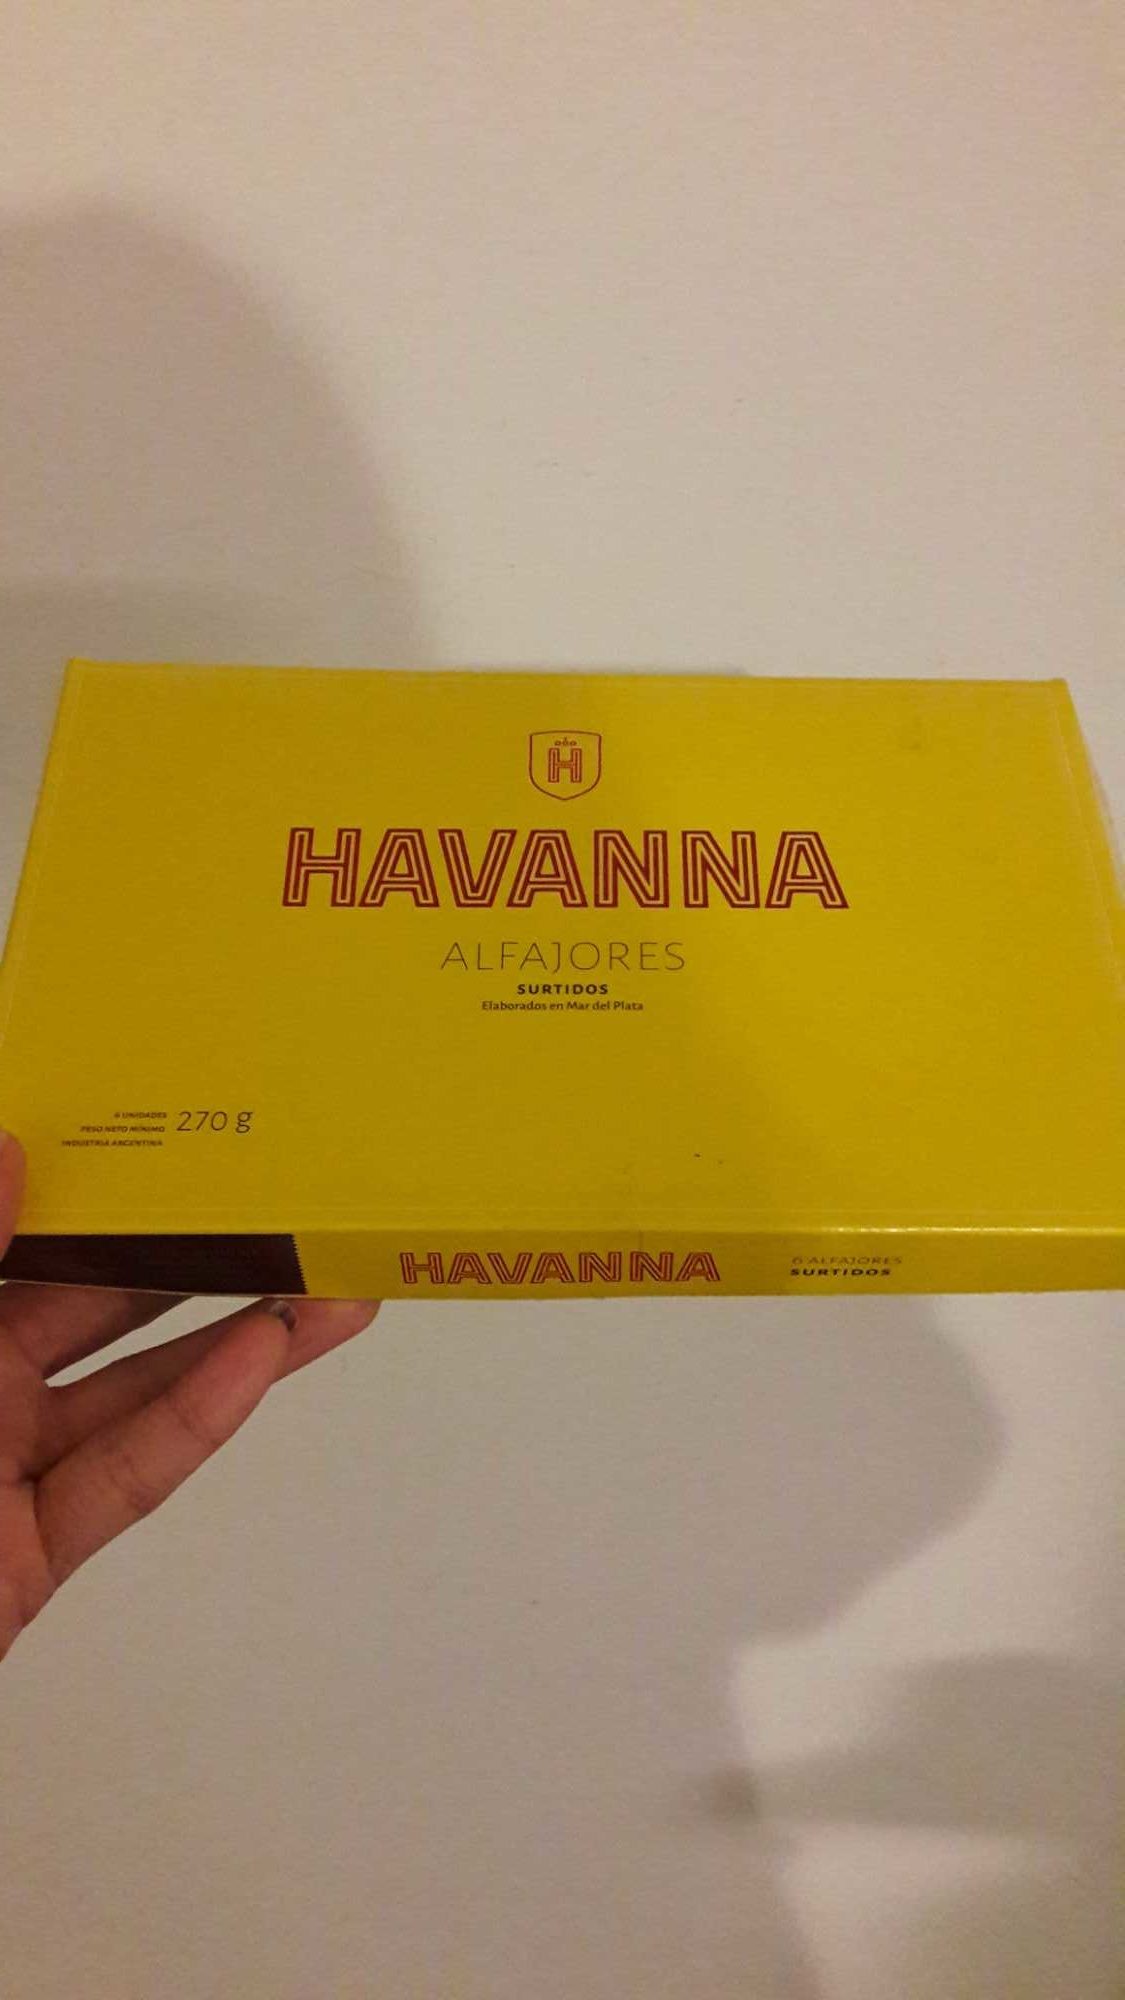 H
HAVANNA
ALFAJORES
SURTIDOS
Elaborados en Mar del Plata
6 UNIDADES
PESO NETO MÍNIMO
INDUSTRIA ARGENTINA
270 g
HAVANNA
6 ALFAJORES
SURTIDOS